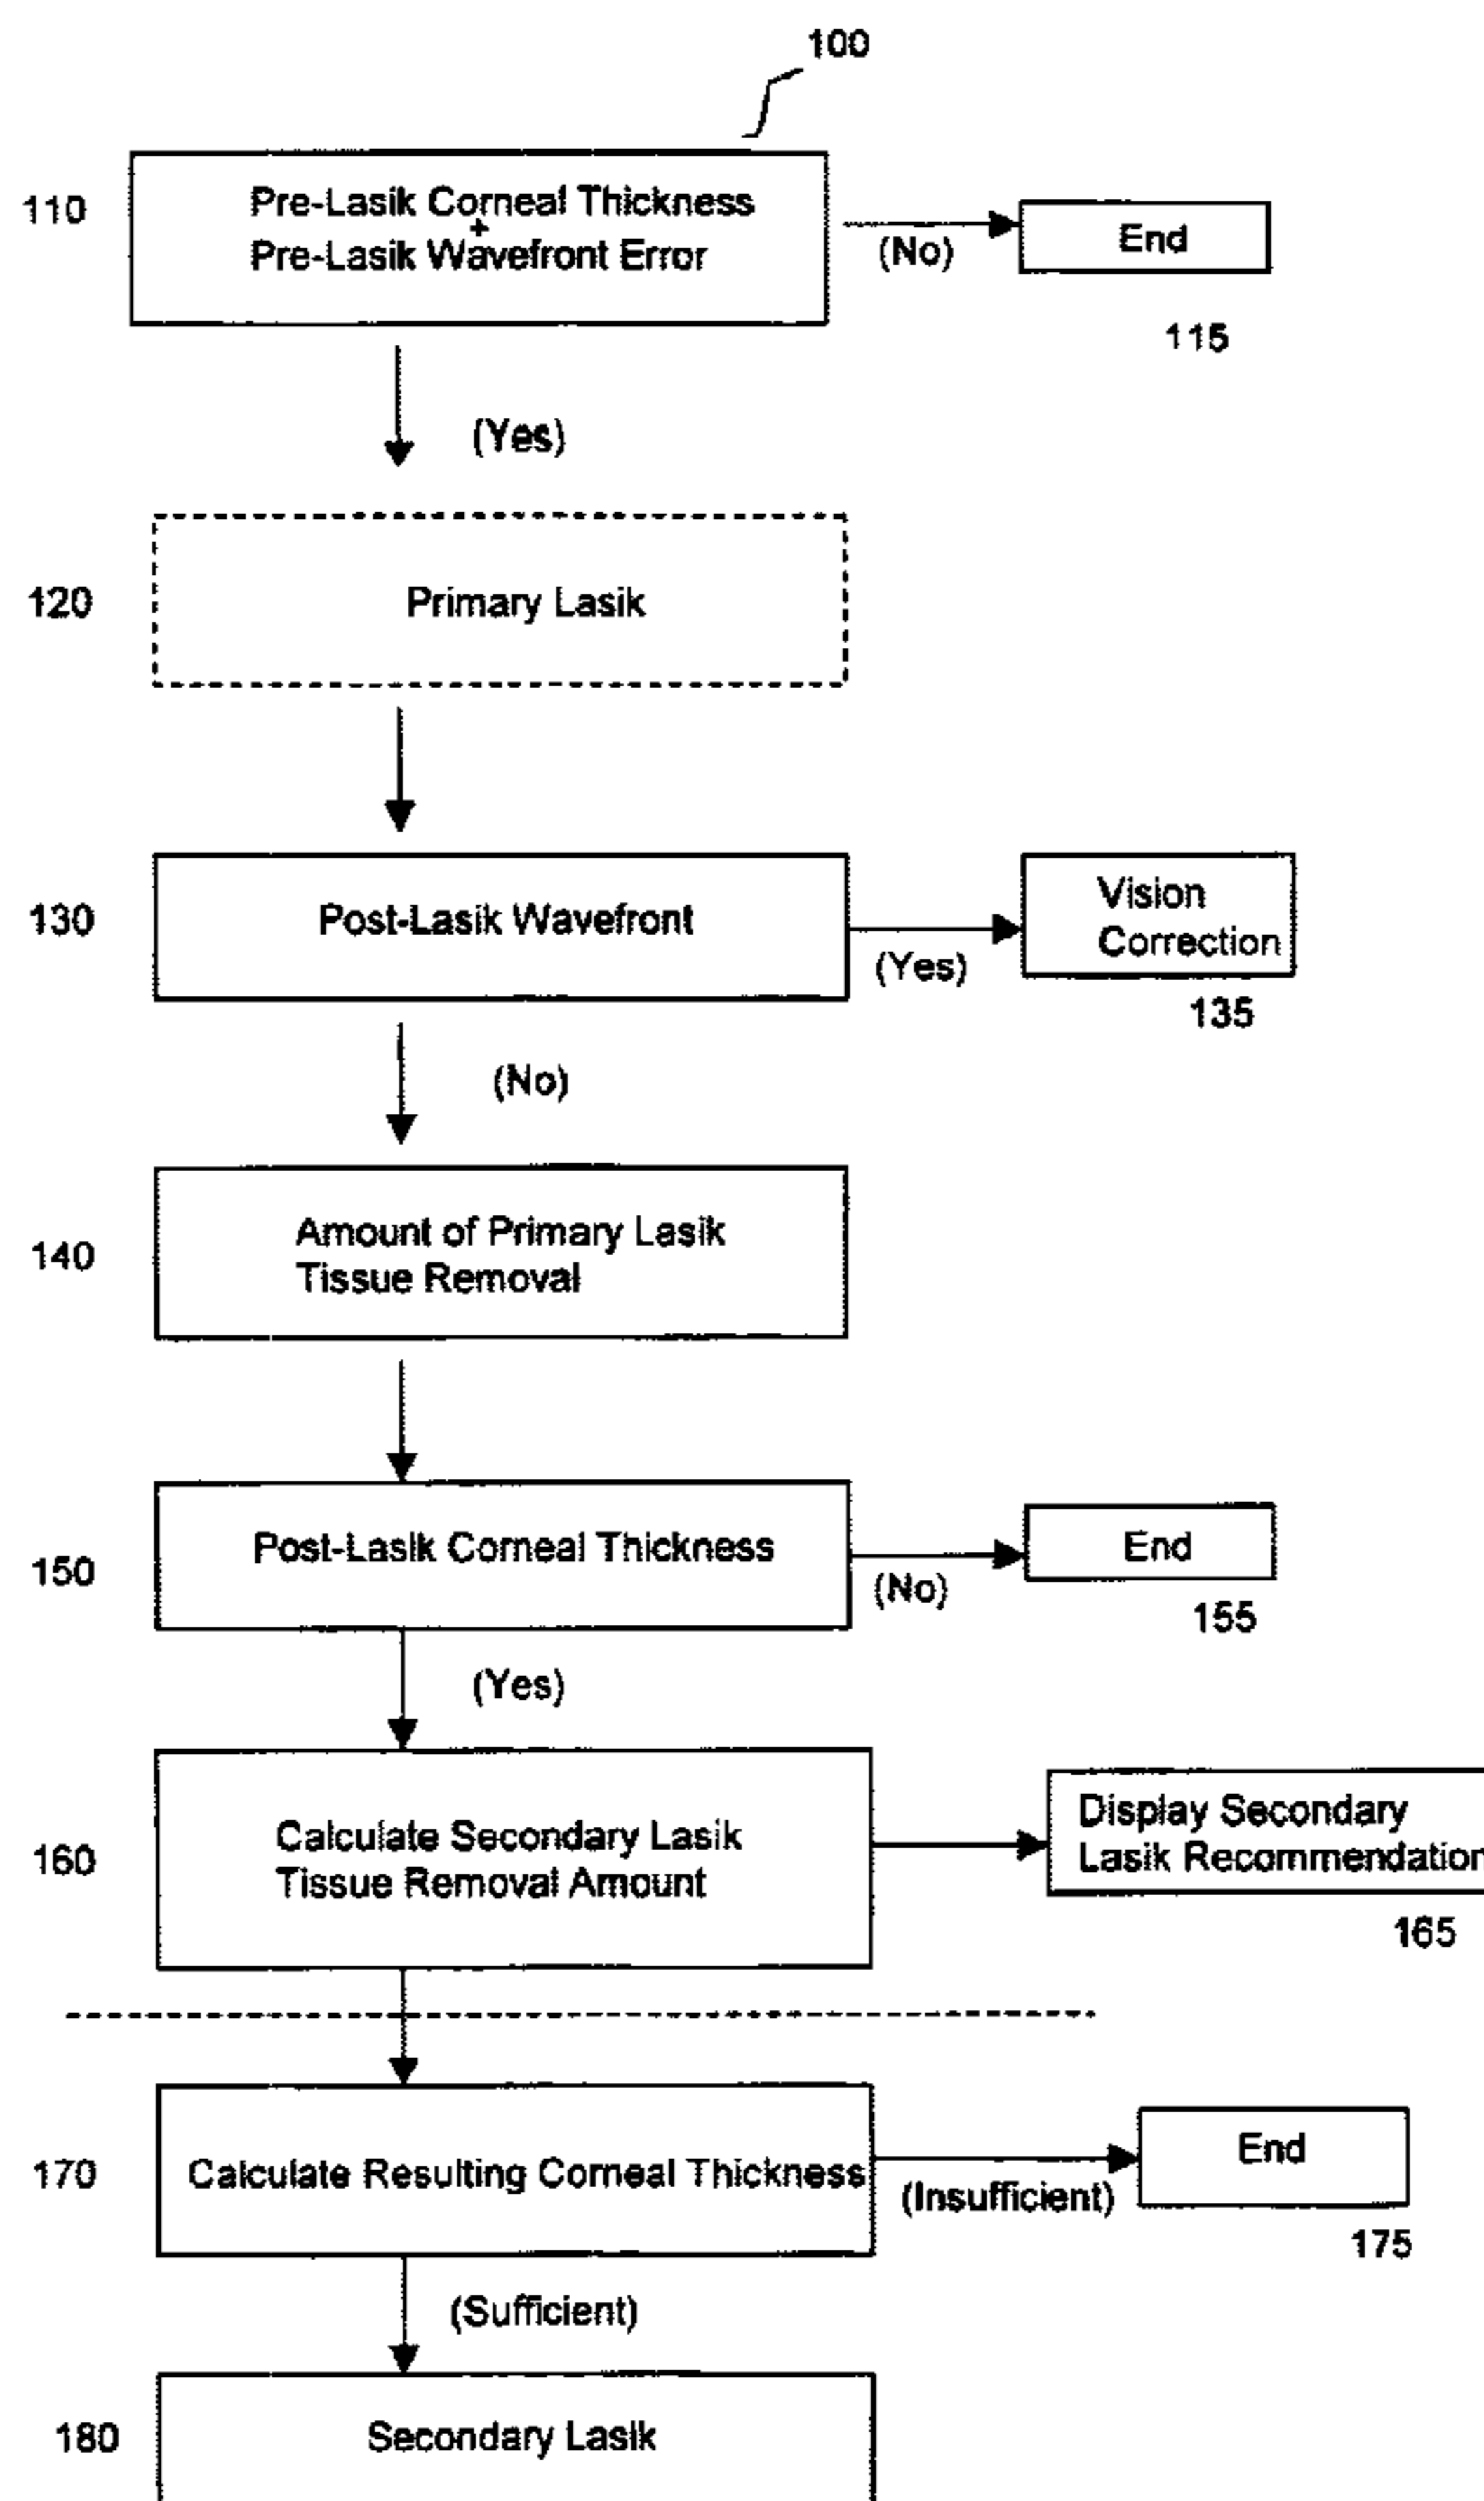 100
110
Pre-Lasik Corneal Thickness
+
Pre-Lasik Wavefront Error
(No)
End
115
(Yes)
120
Primary Lasik
130
Post-Lasik Wavefront
(Yes)
Vision
Correction
135
(No)
140
Amount of Primary Lasik
Tissue Removal
150
Post-Lasik Corneal Thickness
(No)
End
155
(Yes)
160
Calculate Secondary Lasik
Tissue Removal Amount
Display Secondary
Lasik Recommendation
165
170
Calculate Resulting Corneal Thickness
(Insufficient)
End
175
(Sufficient)
180
Secondary Lasik